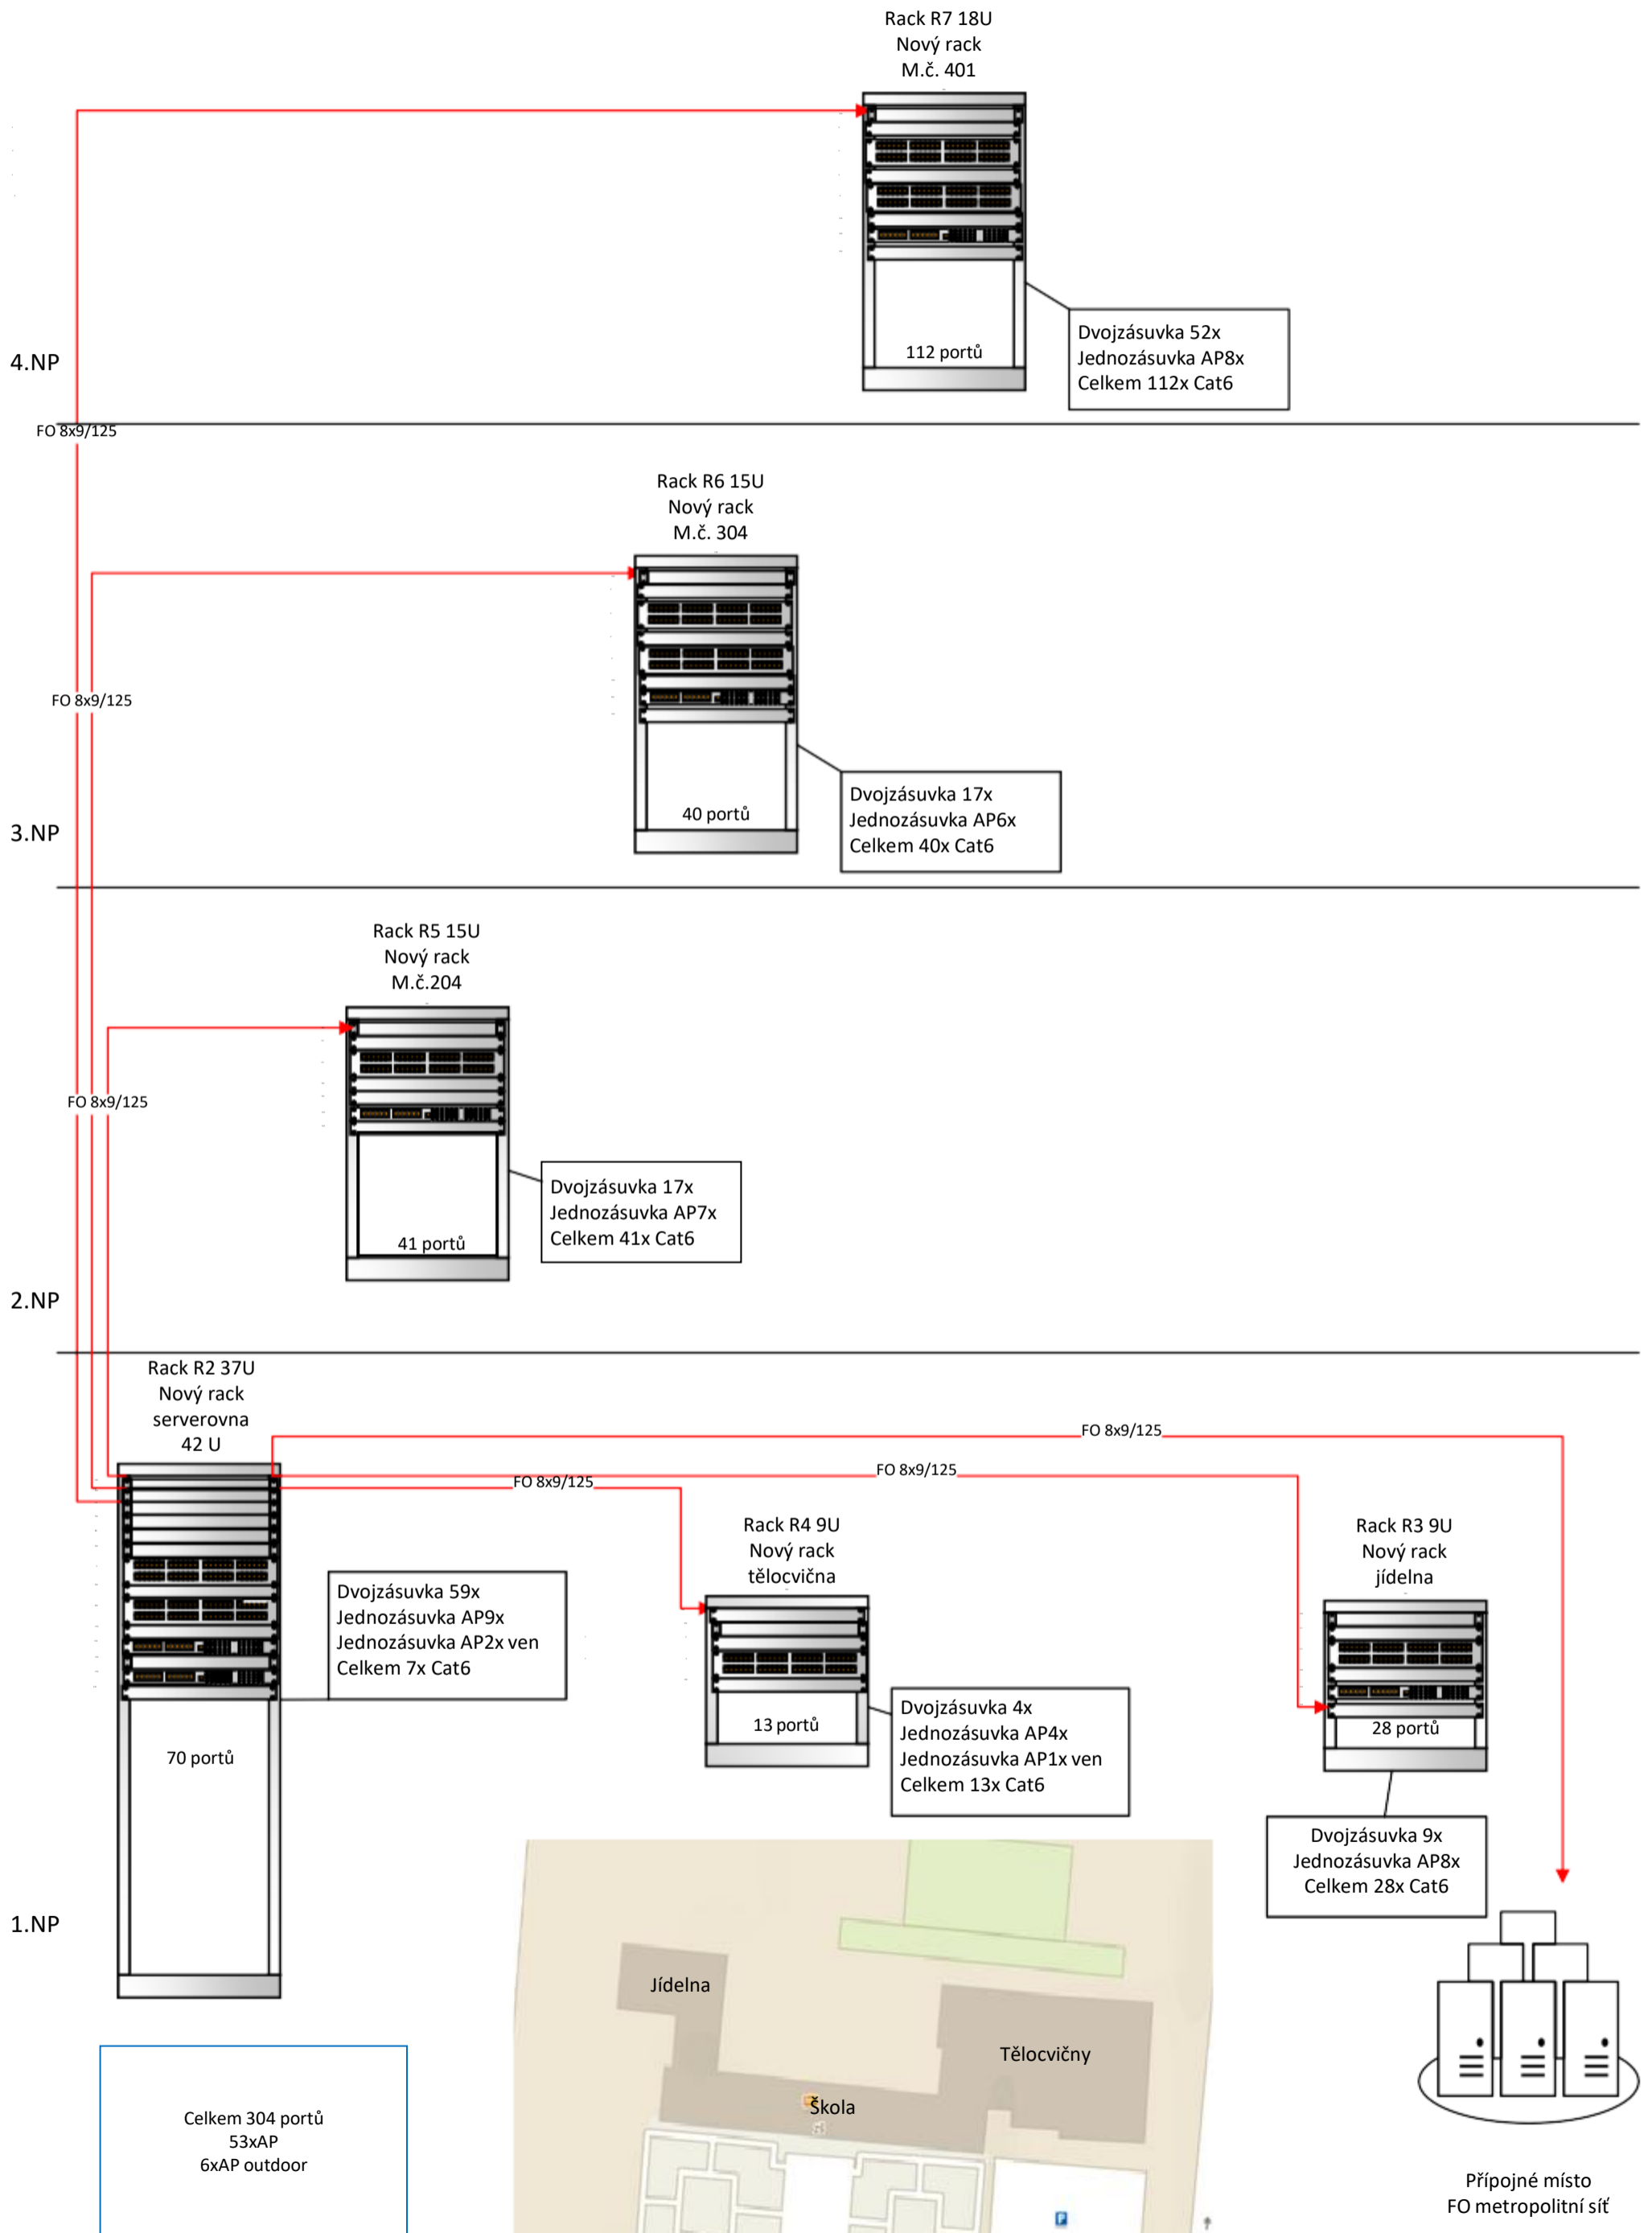 Rack R7 18U
Nový rack
M.č. 401
112 portů
Dvojzásuvka 52x
Jednozásuvka AP8x
Celkem 112x Cat6
4.NP
FO 8x9/125
Rack R6 15U
Nový rack
M.č. 304
FO 8x9/125
40 portů
Dvojzásuvka 17x
Jednozásuvka AP6x
Celkem 40x Cat6
3.NP
Rack R5 15U
Nový rack
M.č.204
FO 8x9/125
41 portů
Dvojzásuvka 17x
Jednozásuvka AP7x
Celkem 41x Cat6
2.NP
Rack R2 37U
Nový rack
serverovna
42 U
FO 8x9/125
FO 8x9/125
FO 8x9/125
Rack R4 9U
Nový rack
tělocvična
Rack R3 9U
Nový rack
jídelna
Dvojzásuvka 59x
Jednozásuvka AP9x
Jednozásuvka AP2x ven
Celkem 7x Cat6
70 portů
13 portů
Dvojzásuvka 4x
Jednozásuvka AP4x
Jednozásuvka AP1x ven
Celkem 13x Cat6
28 portů
Dvojzásuvka 9x
Jednozásuvka AP8x
Celkem 28x Cat6
1.NP
Jídelna
Tělocvičny
Škola
Celkem 304 portů
53xAP
6xAP outdoor
P
Přípojné místo
FO metropolitní síť